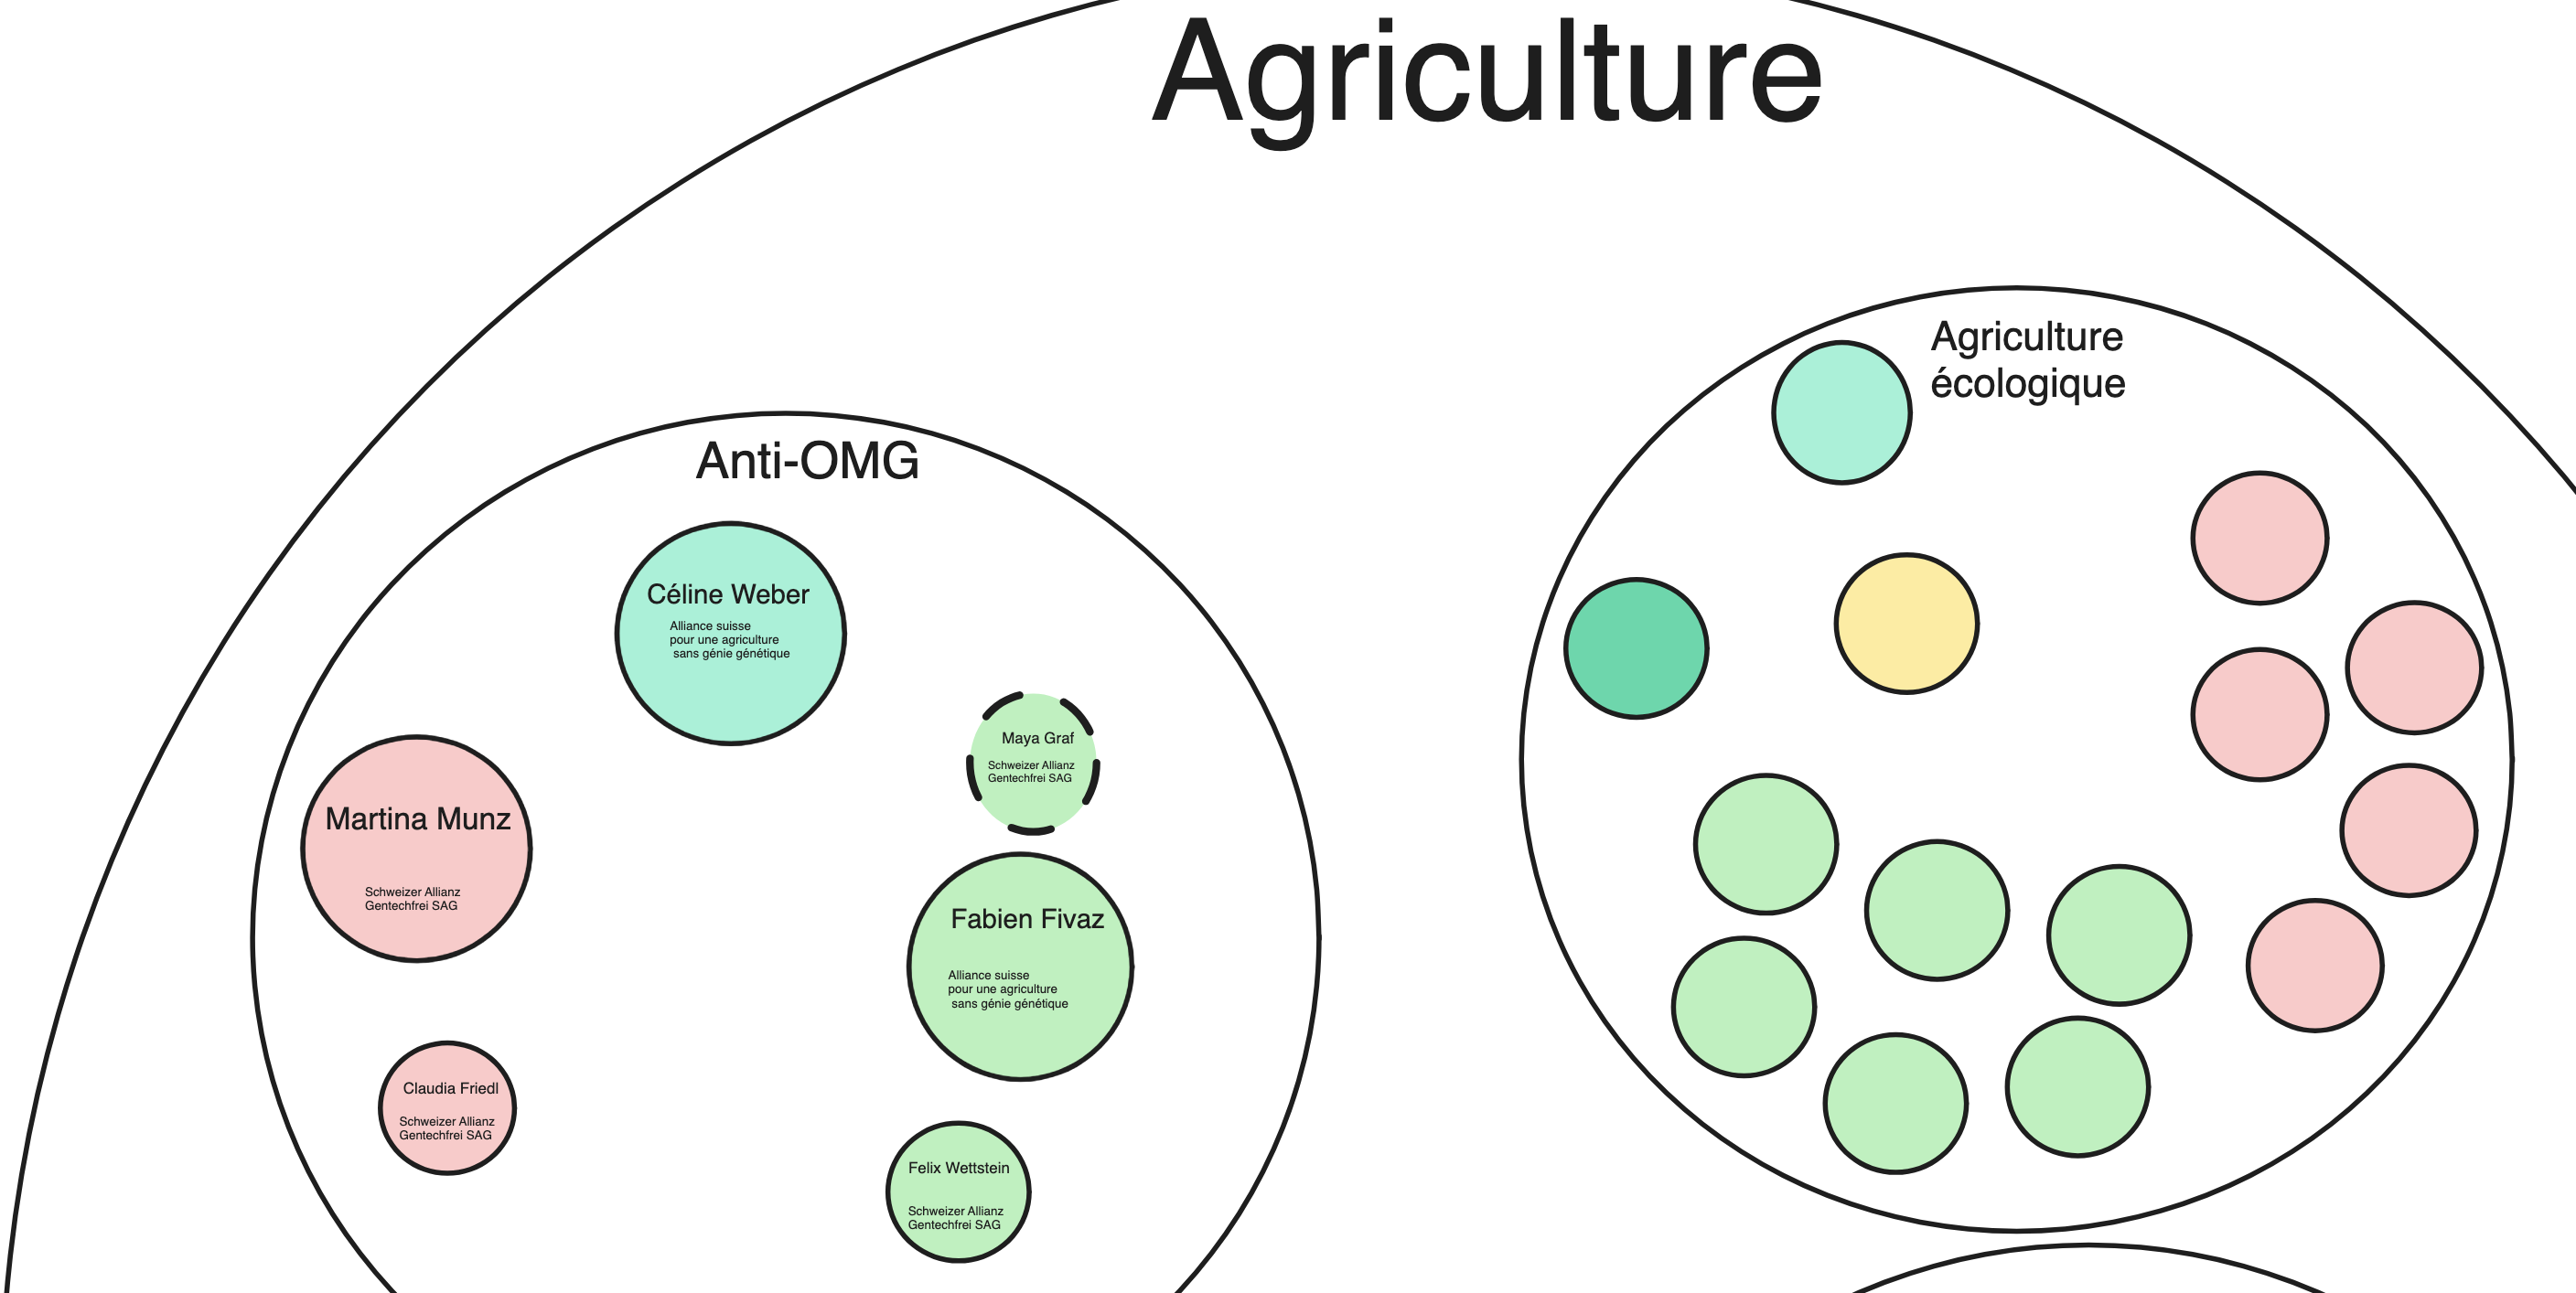 Agriculture
Anti-OMG
Céline Weber
Alliance suisse
pour une agriculture
sans génie génétique
Maya Graf
Schweizer Allianz
Gentechfrei SAG
Martina Munz
Schweizer Allianz
Gentechfrei SAG
Fabien Fivaz
Alliance suisse
pour une agriculture
sans génie génétique
Claudia Friedl
Schweizer Allianz
Gentechfrei SAG
Felix Wettstein
Schweizer Allianz
Gentechfrei SAG
Agriculture
écologique